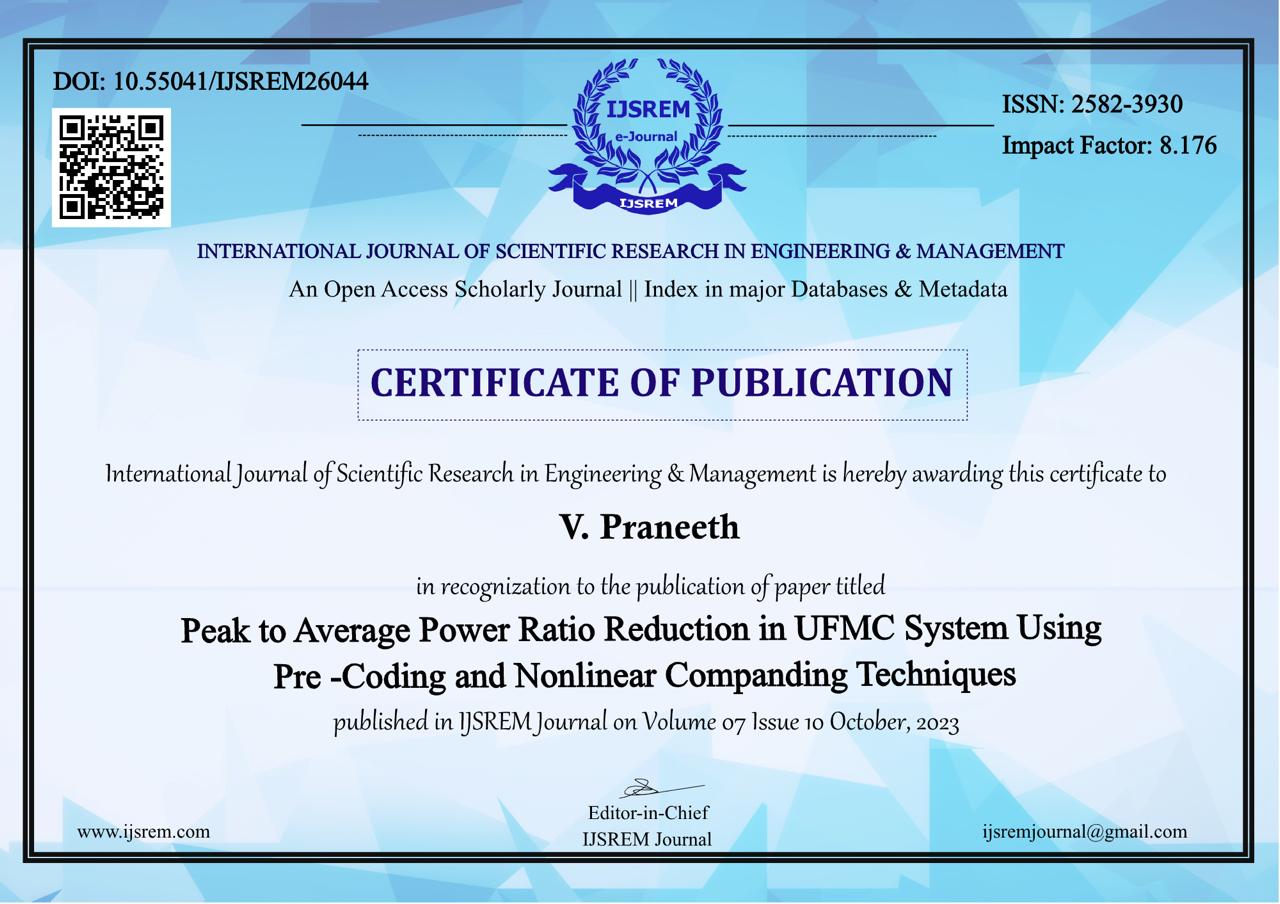 DOI: 10.55041/IJSREM26044
IJSREM
e-Journal
IJSREM
ISSN: 2582-3930
Impact Factor: 8.176
INTERNATIONAL JOURNAL OF SCIENTIFIC RESEARCH IN ENGINEERING & MANAGEMENT
An Open Access Scholarly Journal || Index in major Databases & Metadata
CERTIFICATE OF PUBLICATION
International Journal of Scientific Research in Engineering & Management is hereby awarding this certificate to
V. Praneeth
in recognization to the publication of paper titled
Peak to Average Power Ratio Reduction in UFMC System Using
Pre -Coding and Nonlinear Companding Techniques
published in IJSREM Journal on Volume 07 Issue 10 October, 2023
Editor-in-Chief
IJSREM Journal
www.ijsrem.com
ijsremjournal@gmail.com